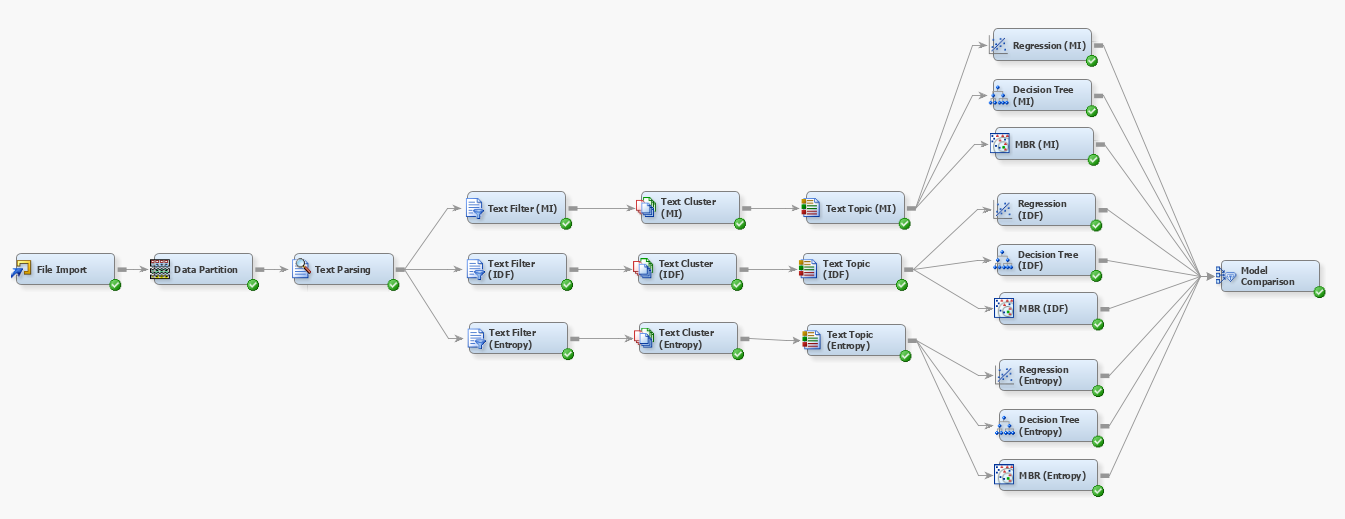 File Import
Data Partition
Text Parsing
Text Filter (MI)
Text Cluster
(MI)
Text Topic (MI)
Text Filter
(IDF)
Text Cluster
(IDF)
Text Topic
(IDF)
Text Filter
(Entropy)
Text Cluster
(Entropy)
Text Topic
(Entropy)
Regression (MI)
Decision Tree
(MI)
MBR (MI)
Regression
(IDF)
Decision Tree
(IDF)
MBR (IDF)
Regression
(Entropy)
Decision Tree
(Entropy)
MBR (Entropy)
Model
Comparison